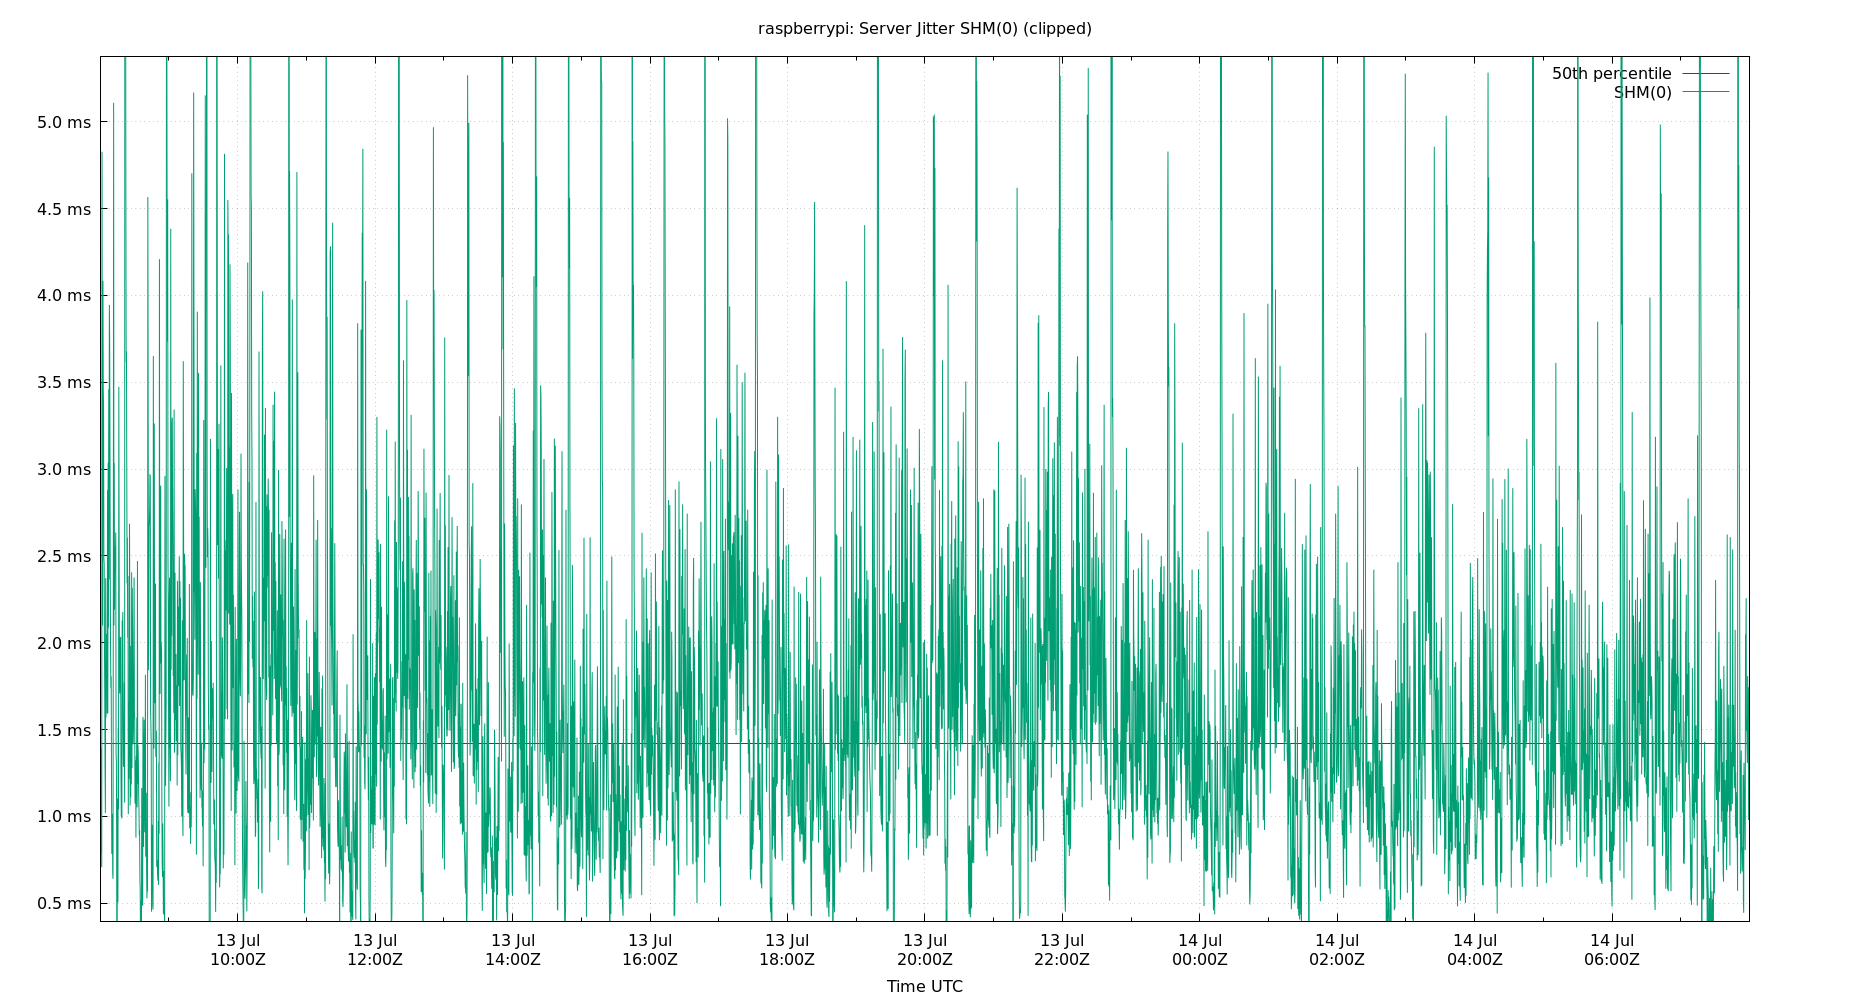 raspberrypi: Server Jitter SHM(0) (clipped)
50th percentile
SHM(0)
5.0 ms
4.5 ms
4.0 ms
3.5 ms
3.0 ms
2.5 ms
2.0 ms
1.5 ms
1.0 ms
0.5 ms
13 Jul 13 Jul 13 Jul 13 Jul 13 Jul 13 Jul 13 Jul 14 Jul 14 Jul 14 Jul 14 Jul
10:00Z 12:00Z 14:00Z 16:00Z 18:00Z 20:00Z 22:00Z 00:00Z 02:00Z 04:00Z 06:00Z
Time UTC